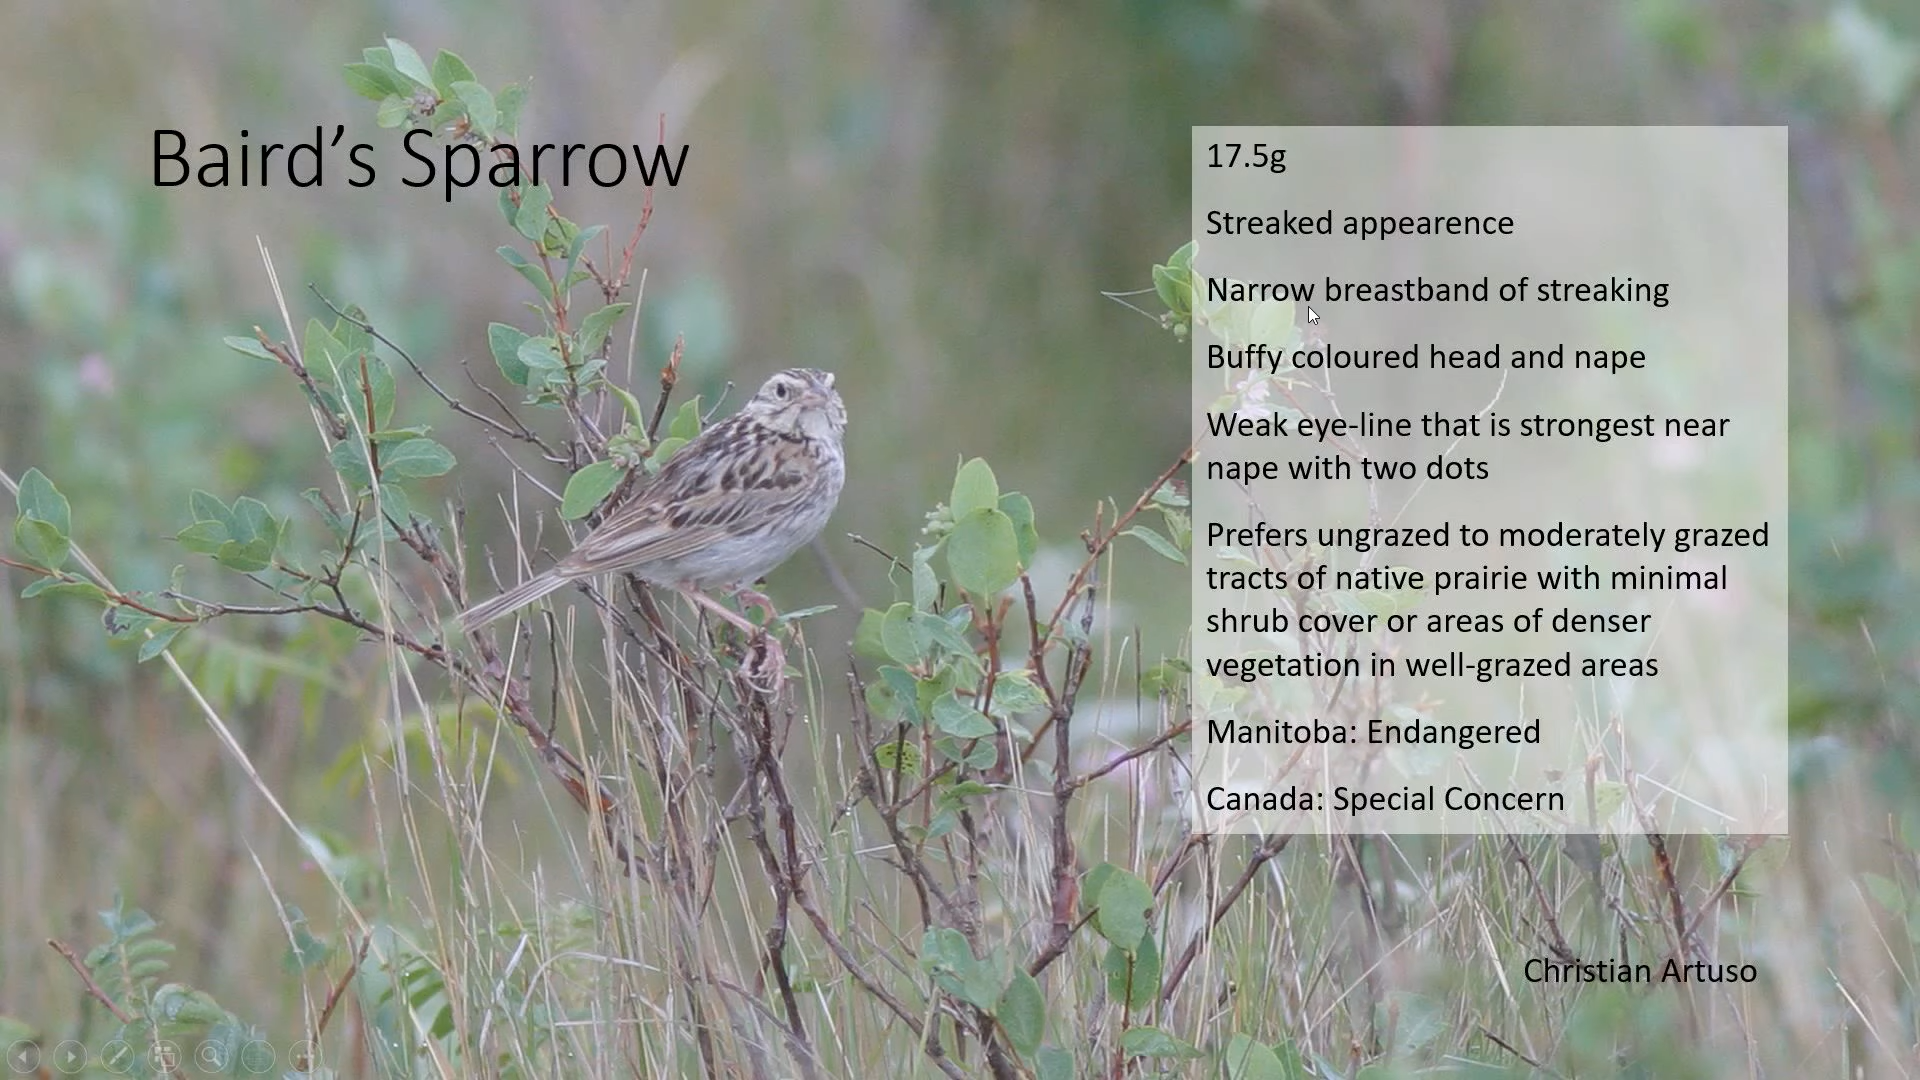 Baird’s Sparrow
17.5g
Streaked appearence
Narrow breastband of streaking
Buffy coloured head and nape
Weak eye-line that is strongest near
nape with two dots
Prefers ungrazed to moderately grazed
tracts of native prairie with minimal
shrub cover or areas of denser
vegetation in well-grazed areas
Manitoba: Endangered
Canada: Special Concern
Christian Artuso